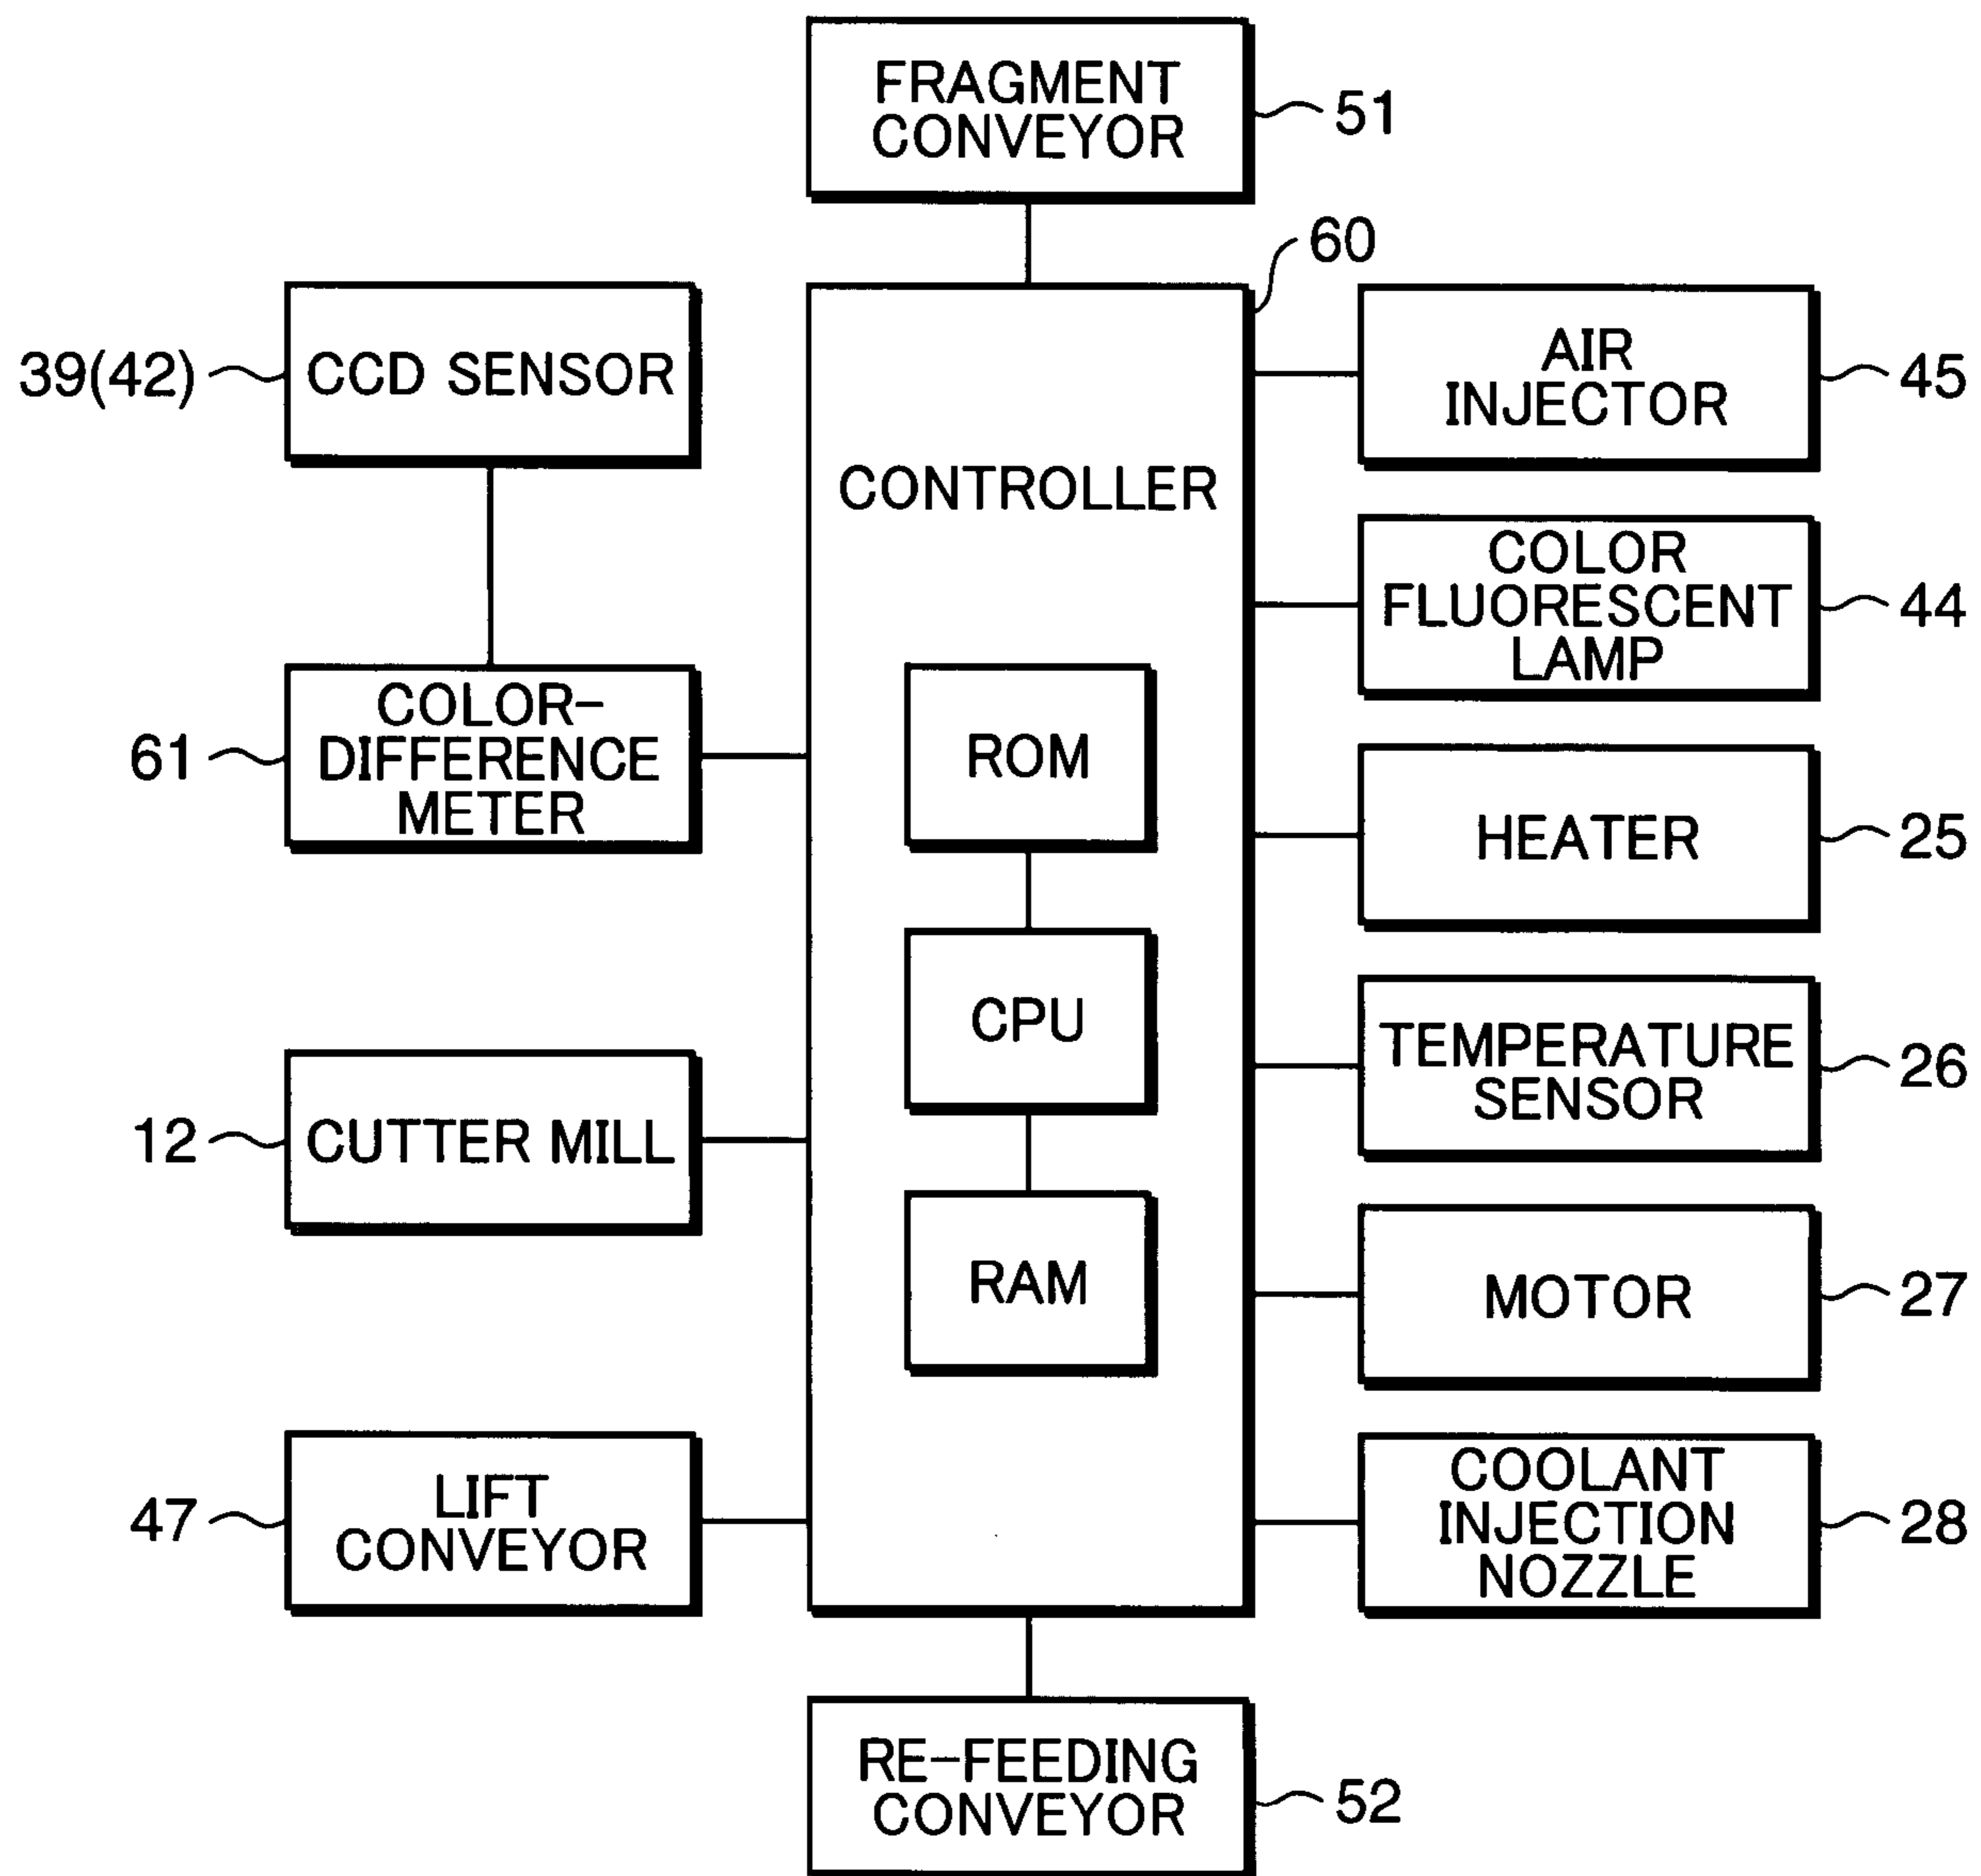 FRAGMENT
CONVEYOR
51
60
CCD SENSOR
39(42)
COLOR-
DIFFERENCE
METER
61
CUTTER MILL
12
LIFT
CONVEYOR
47
CONTROLLER
ROM
CPU
RAM
AIR
INJECTOR
45
COLOR
FLUORESCENT
LAMP
44
HEATER
25
TEMPERATURE
SENSOR
26
MOTOR
27
COOLANT
INJECTION
NOZZLE
28
RE-FEEDING
CONVEYOR
52